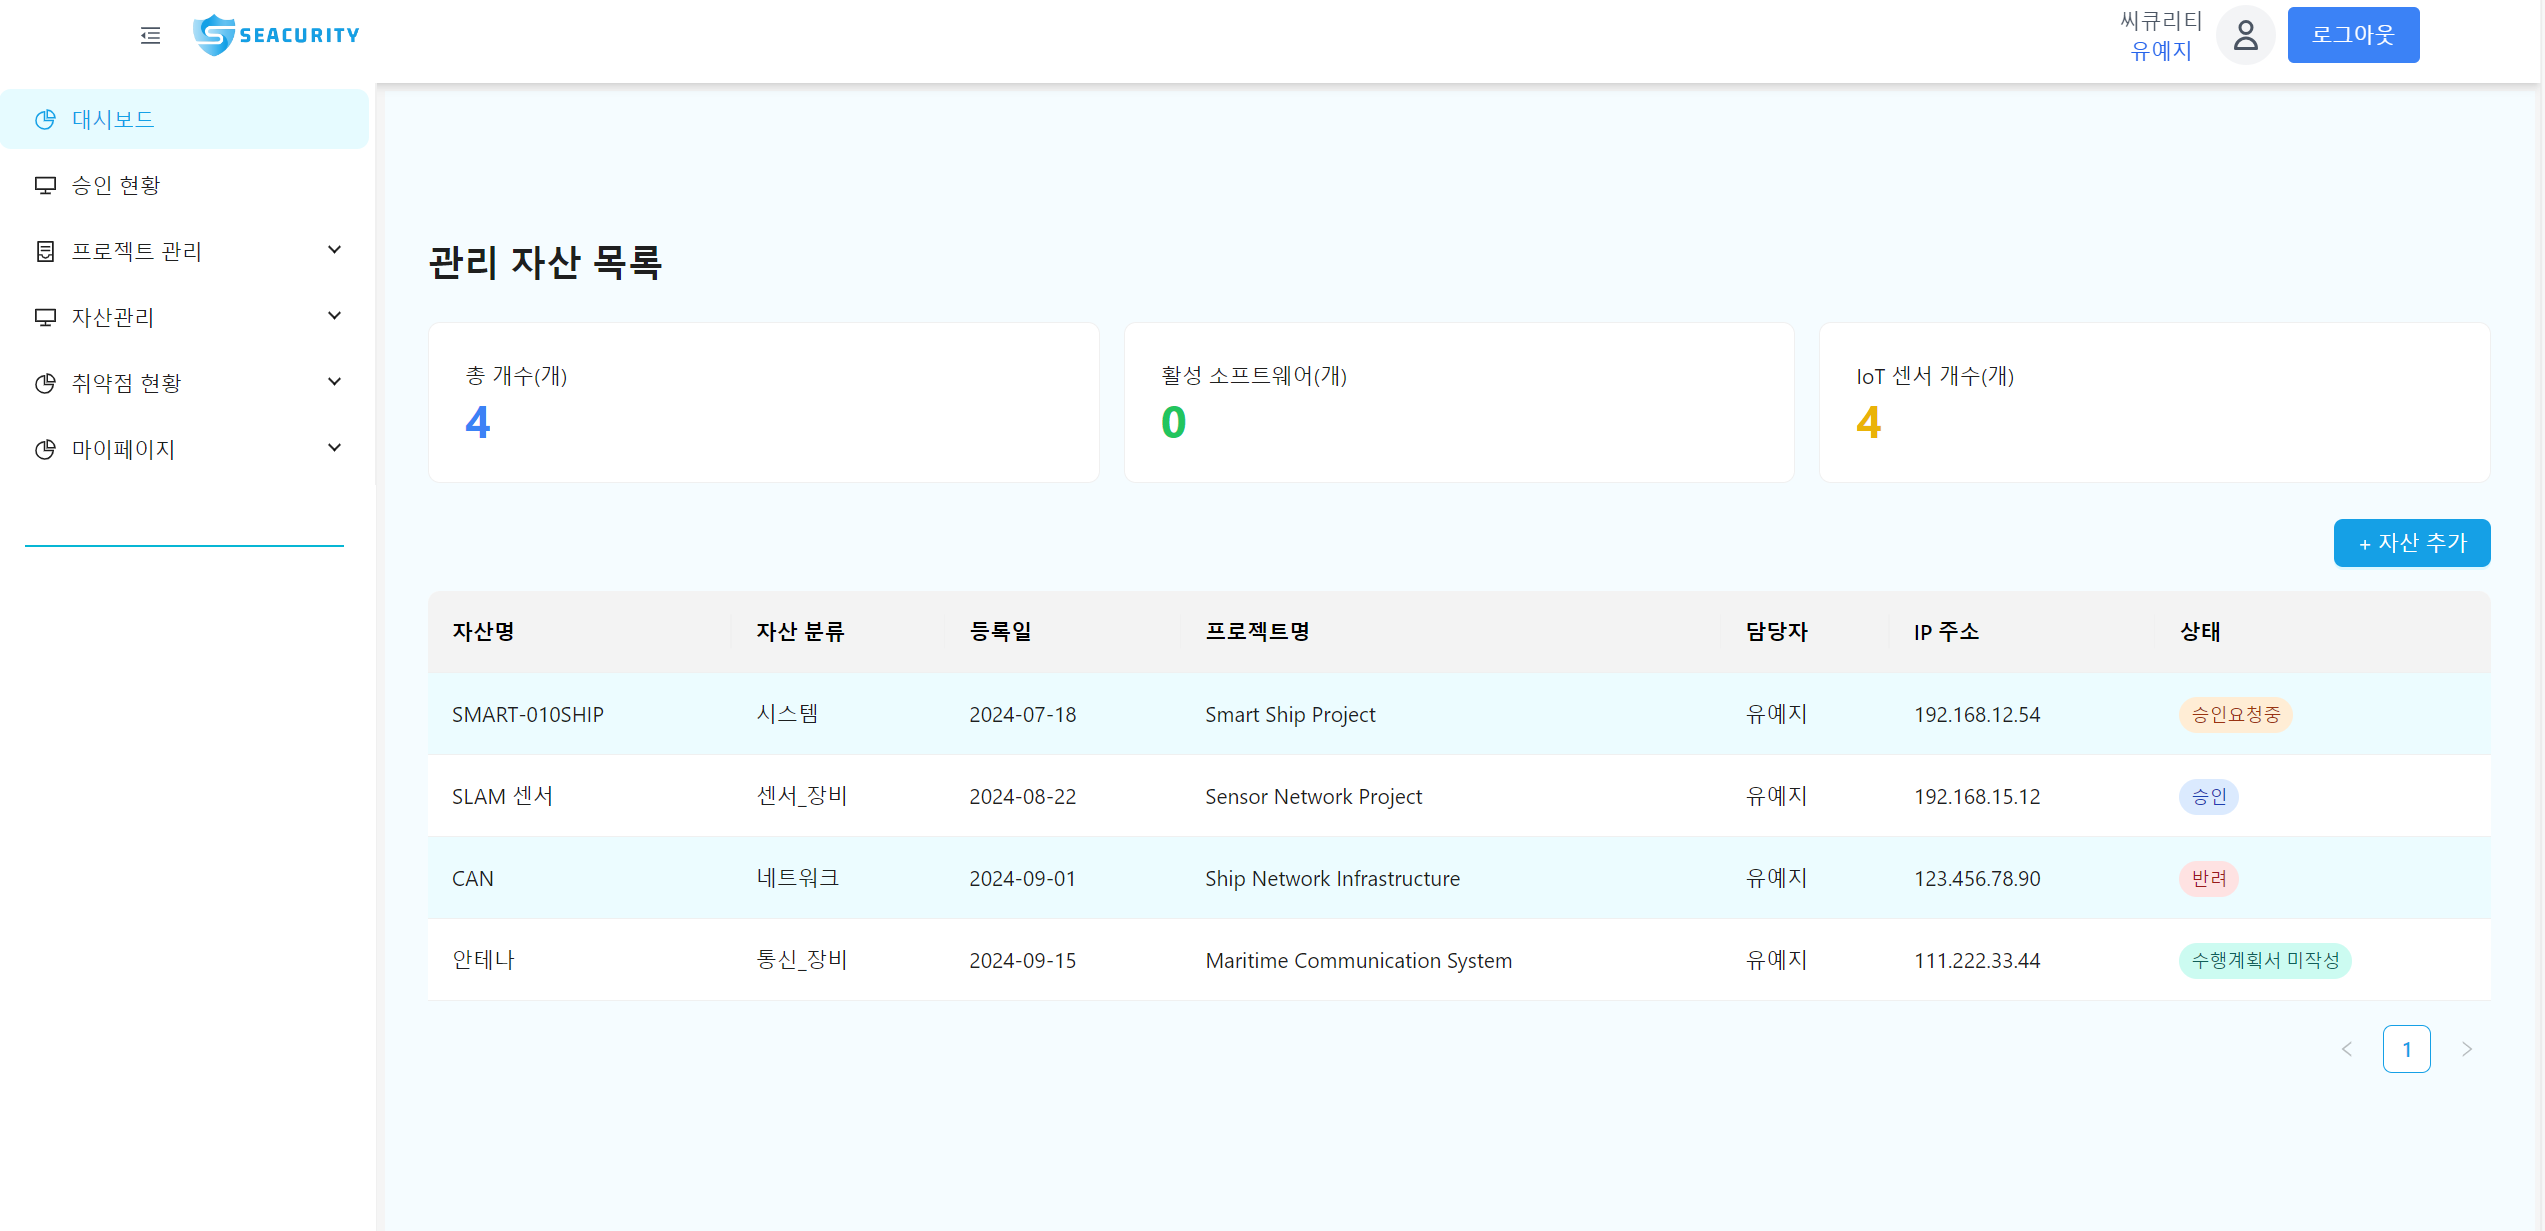 SEACURITY
씨큐리티
유예지
로그아웃
대시보드
승인 현황
프로젝트 관리
자산관리
취약점 현황
마이페이지
관리 자산 목록
총 개수(개)
4
활성 소프트웨어(개)
0
IoT 센서 개수(개)
4
+ 자산 추가
자산명 자산 분류 등록일 프로젝트명 담당자 IP 주소 상태
SMART-010SHIP 시스템 2024-07-18 Smart Ship Project 유예지 192.168.12.54 승인요청중
SLAM 센서 센서_장비 2024-08-22 Sensor Network Project 유예지 192.168.15.12 승인
CAN 네트워크 2024-09-01 Ship Network Infrastructure 유예지 123.456.78.90 반려
안테나 통신_장비 2024-09-15 Maritime Communication System 유예지 111.222.33.44 수행계획서 미작성
< 1 >